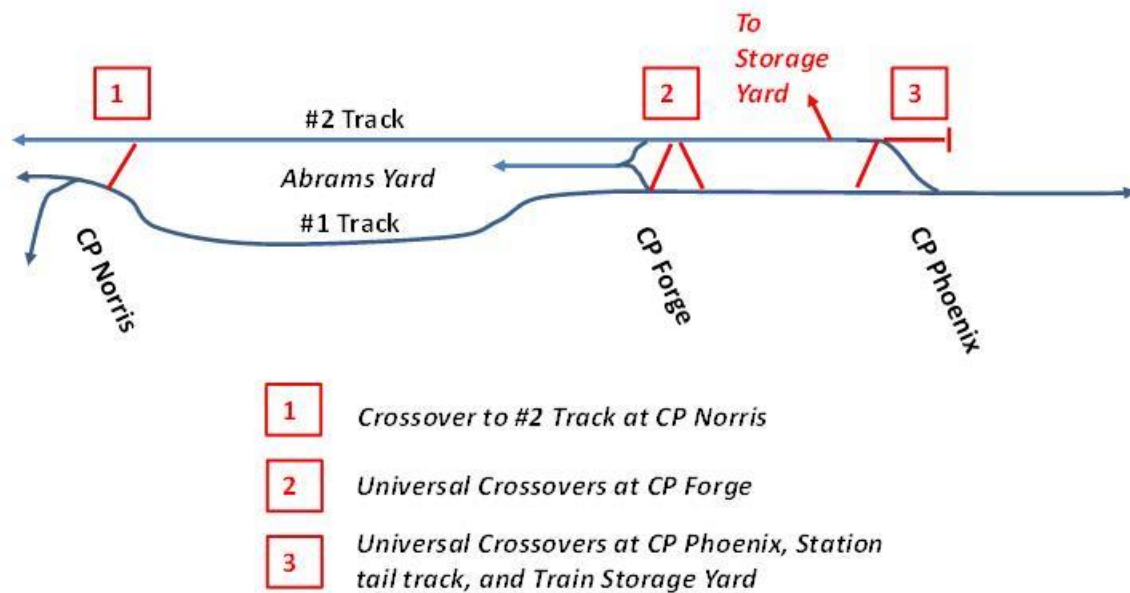 To
Storage
Yard
1
2
3
#2 Track
Abrams Yard
#1 Track
CP Norris
CP Forge
CP Phoenix
1
Crossover to #2 Track at CP Norris
2
Universal Crossovers at CP Forge
3
Universal Crossovers at CP Phoenix, Station
tail track, and Train Storage Yard